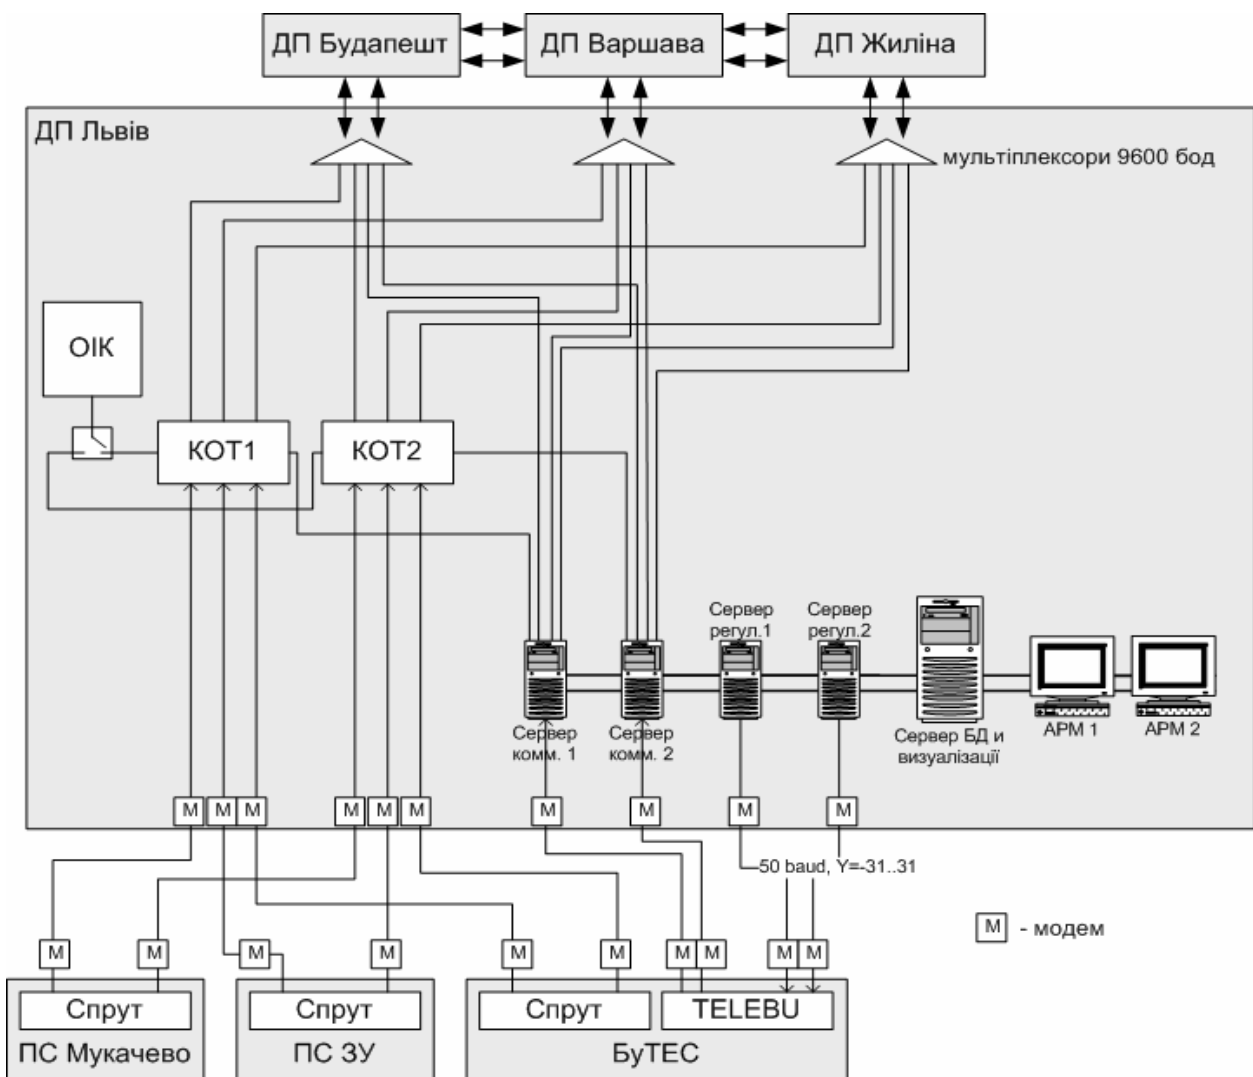 ДП Будапешт
ДП Варшава
ДП Жиліна
ДП Львів
мультіплексори 9600 бод
ОІК
КОТ1
КОТ2
Сервер
регул.1
Сервер
регул.2
Сервер
комм. 1
Сервер
комм. 2
Сервер БД и
визуалізації
АРМ 1
АРМ 2
М
М
М
М
М
М
М
М
М
М
50 baud, Y=-31..31
М - модем
М
М
М
М
М
М
М
М
М
М
Спрут
Спрут
Спрут
TELEBU
ПС Мукачево
ПС ЗУ
БуТЕС